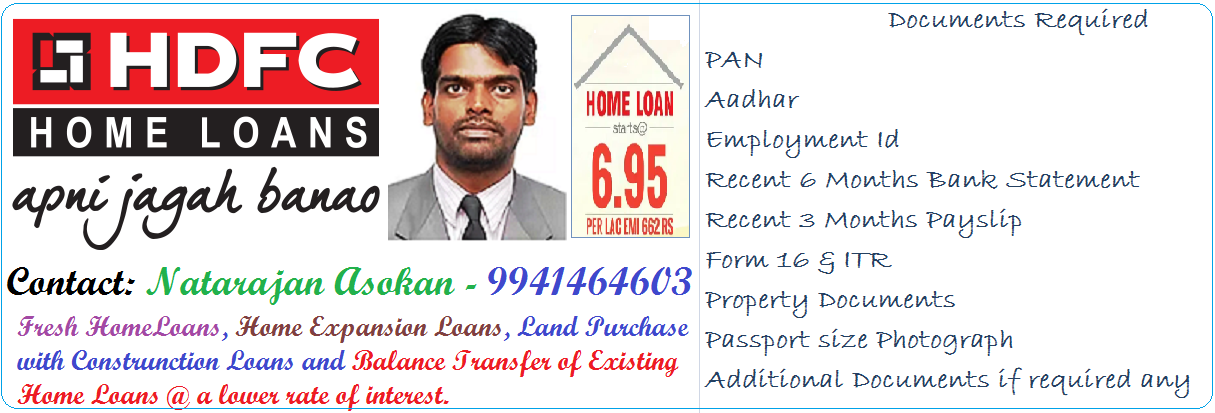 HDFC
HOME LOANS
apni jagah banao
HOME LOAN
starts@
6.95
PER LAC EMI 662 RS
Contact: Natarajan Asokan - 9941464603
Fresh HomeLoans, Home Expansion Loans, Land Purchase
with Construnction Loans and Balance Transfer of Existing
Home Loans @ a lower rate of interest.
Documents Required
PAN
Aadhar
Employment Id
Recent 6 Months Bank Statement
Recent 3 Months Payslip
Form 16 & ITR
Property Documents
Passport size Photograph
Additional Documents if required any